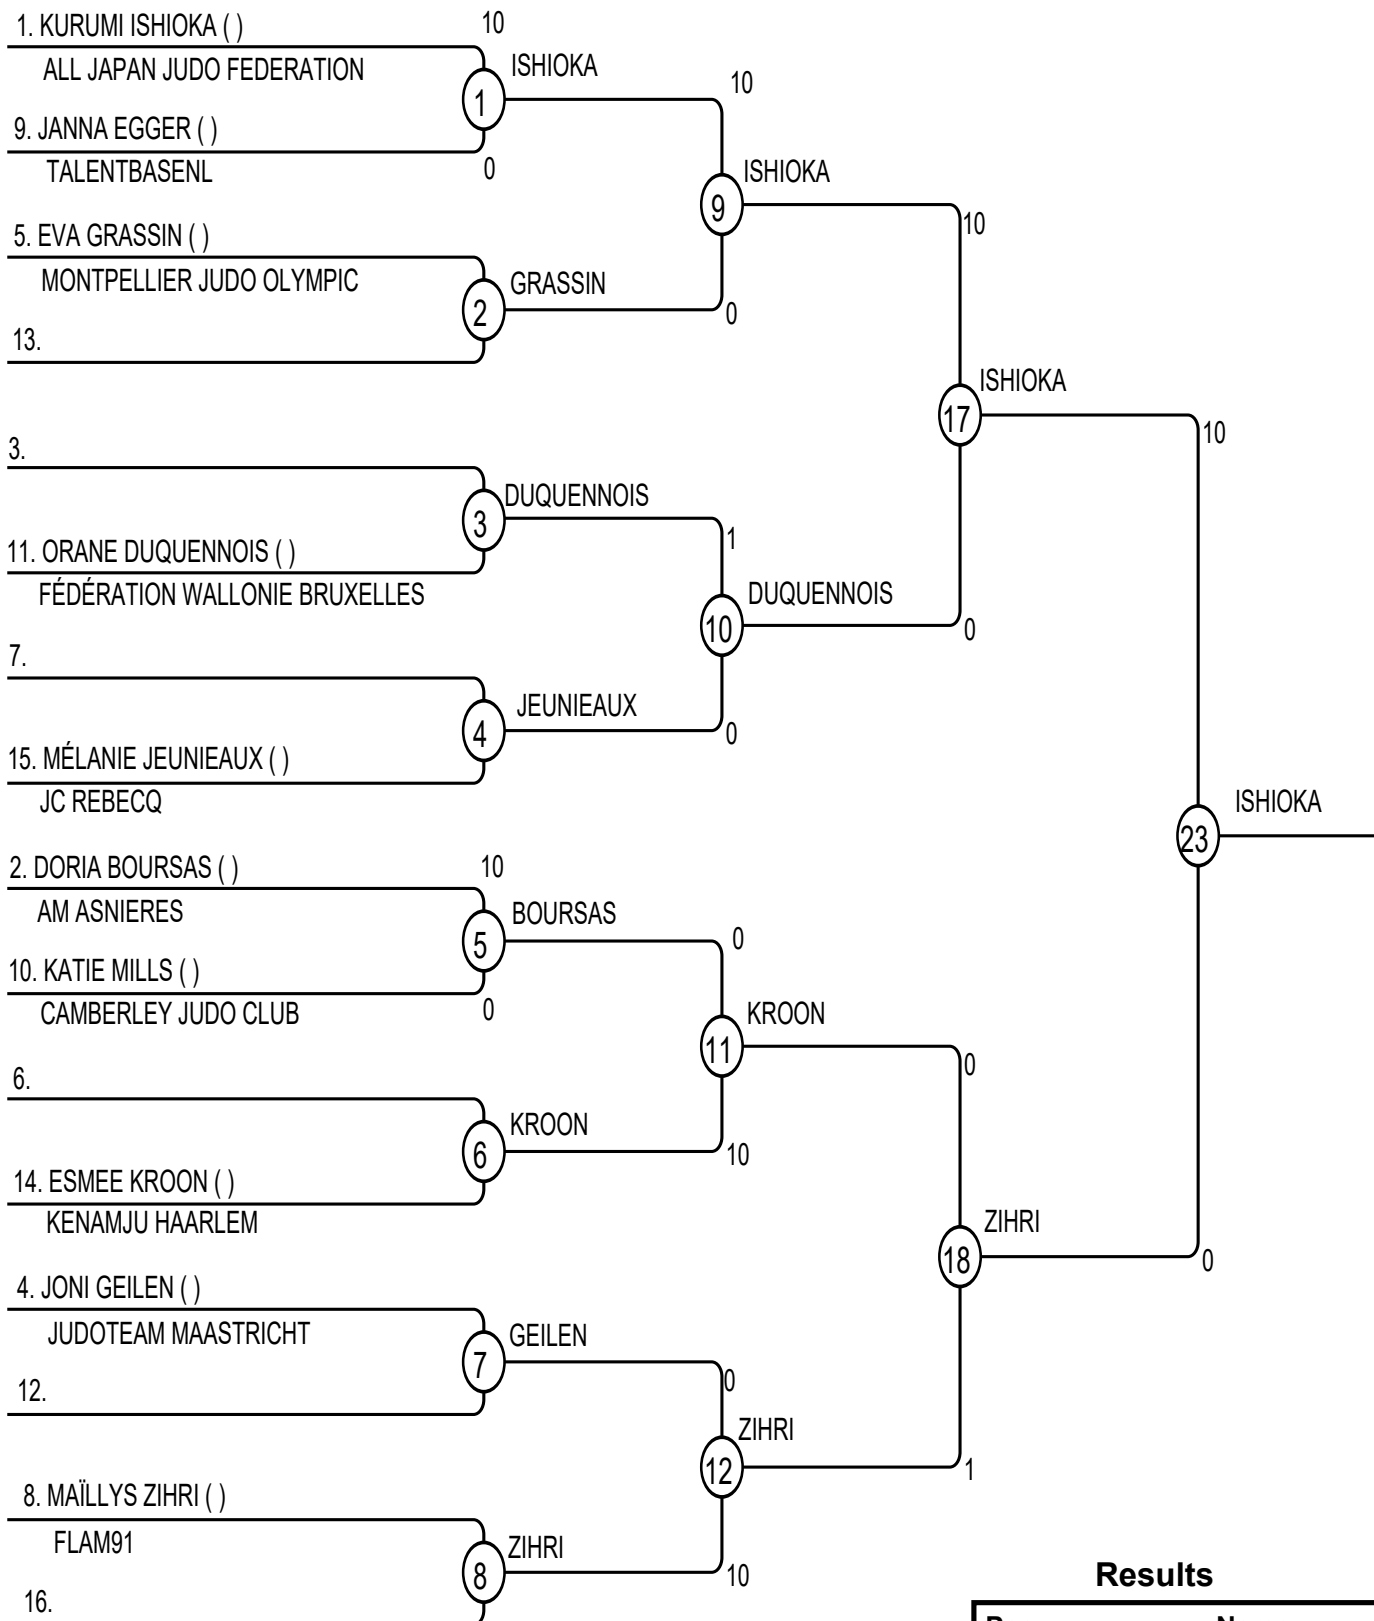 1. KURUMI ISHIOKA ( )
10
ALL JAPAN JUDO FEDERATION
1
ISHIOKA
10
9. JANNA EGGER ( )
TALENTBASENL
0
9
ISHIOKA
10
5. EVA GRASSIN ( )
MONTPELLIER JUDO OLYMPIC
2
GRASSIN
0
13.
17
ISHIOKA
10
3.
3
DUQUENNOIS
1
11. ORANE DUQUENNOIS ( )
FÉDÉRATION WALLONIE BRUXELLES
10
DUQUENNOIS
0
7.
4
JEUNIEAUX
0
15. MÉLANIE JEUNIEAUX ( )
JC REBECQ
23
ISHIOKA
2. DORIA BOURSAS ( )
10
AM ASNIERES
5
BOURSAS
0
10. KATIE MILLS ( )
CAMBERLEY JUDO CLUB
0
11
KROON
0
6.
6
KROON
10
14. ESMEE KROON ( )
KENAMJU HAARLEM
18
ZIHRI
0
4. JONI GEILEN ( )
JUDOTEAM MAASTRICHT
7
GEILEN
0
12.
12
ZIHRI
1
8. MAÏLLYS ZIHRI ( )
FLAM91
8
ZIHRI
10
16.
Results